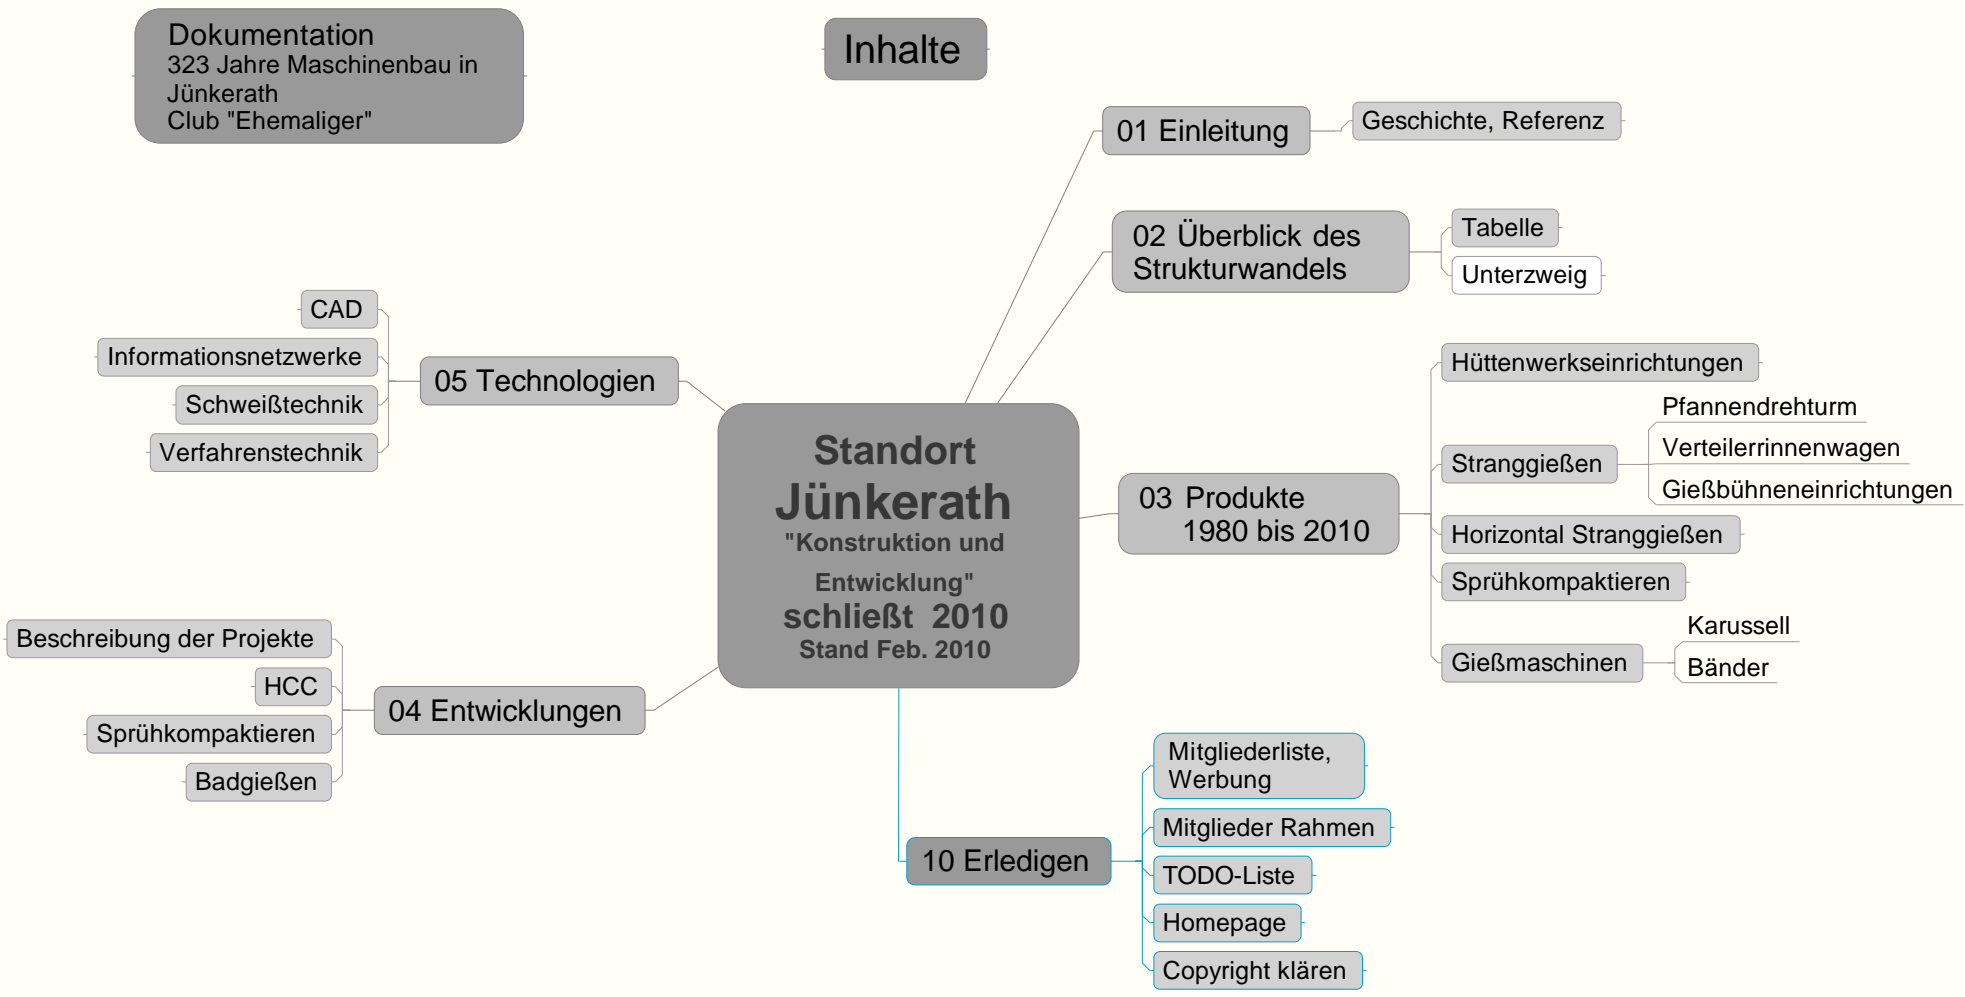 Dokumentation
323 Jahre Maschinenbau in
Jünkerath
Club "Ehemaliger"
Inhalte
Standort
Jünkerath
"Konstruktion und
Entwicklung"
schließt 2010
Stand Feb. 2010
01 Einleitung
Geschichte, Referenz
02 Überblick des
Strukturwandels
Tabelle
Unterzweig
03 Produkte
1980 bis 2010
Hüttenwerkseinrichtungen
Stranggießen
Pfannendrehturm
Verteilerrinnenwagen
Gießbühneneinrichtungen
Horizontal Stranggießen
Sprühkompaktieren
Gießmaschinen
Karussell
Bänder
10 Erledigen
Mitgliederliste,
Werbung
Mitglieder Rahmen
TODO-Liste
Homepage
Copyright klären
04 Entwicklungen
Beschreibung der Projekte
HCC
Sprühkompaktieren
Badgießen
05 Technologien
CAD
Informationsnetzwerke
Schweißtechnik
Verfahrenstechnik